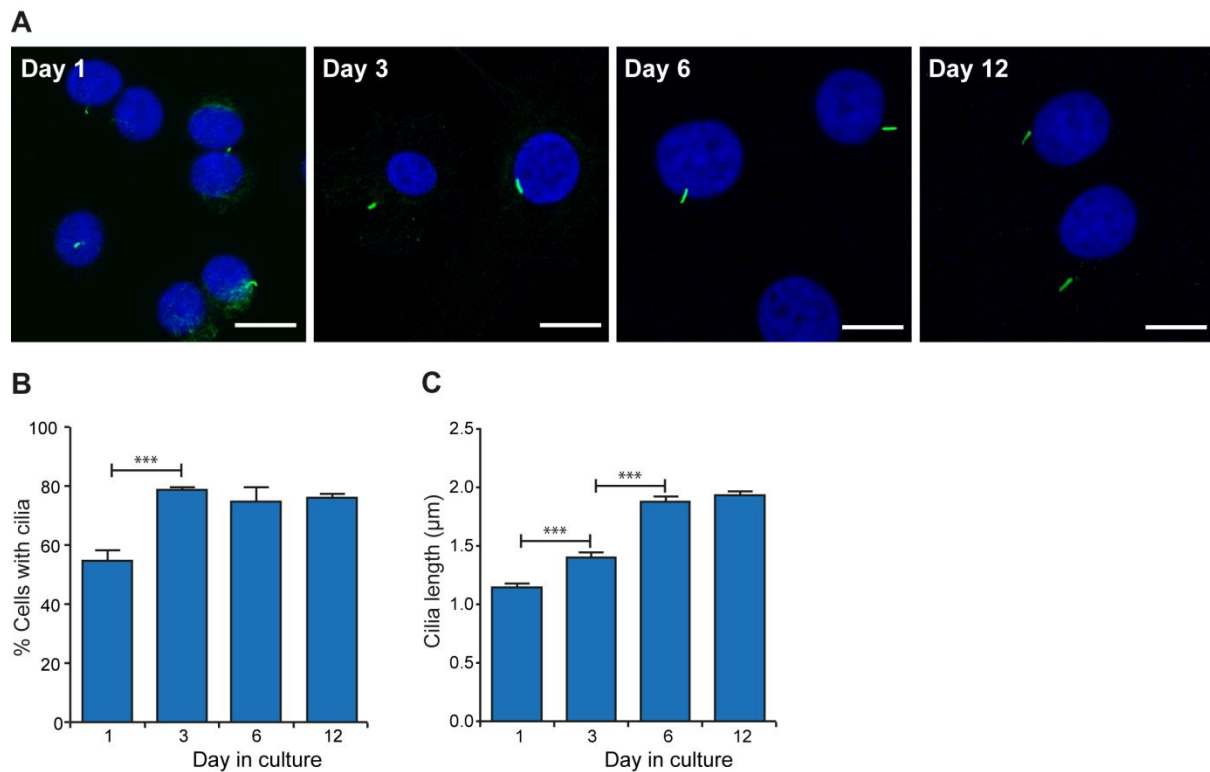 A
Day 1
Day 3
Day 6
Day 12
B
% Cells with cilia
100
80
60
40
20
0
***
1 3 6 12
Day in culture
C
Cilia length (µm)
2.5
2.0
1.5
1.0
0.5
0.0
***
***
1 3 6 12
Day in culture